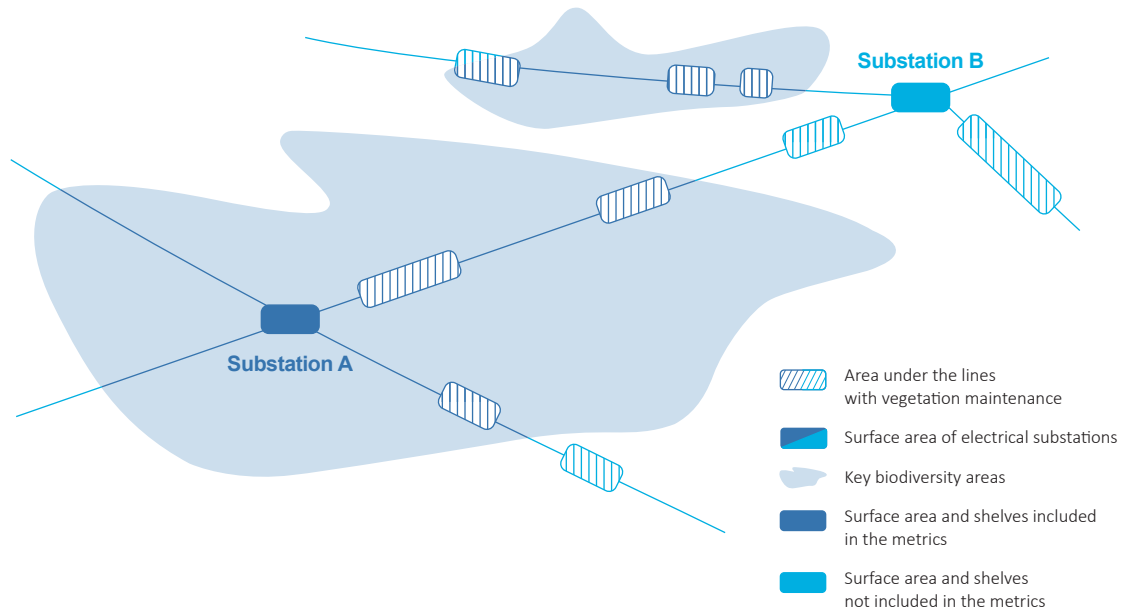 Substation B
Substation A
Area under the lines
with vegetation maintenance
Surface area of electrical substations
Key biodiversity areas
Surface area and shelves included
in the metrics
Surface area and shelves
not included in the metrics